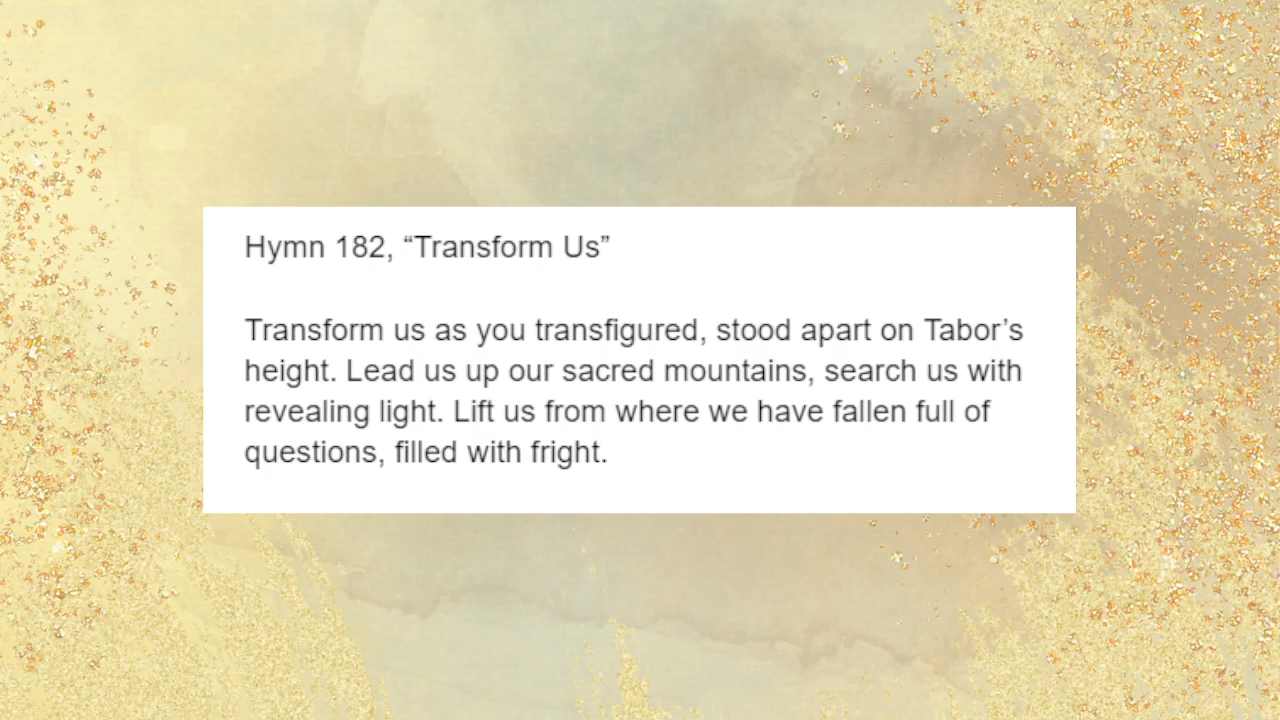 Hymn 182, “Transform Us”
Transform us as you transfigured, stood apart on Tabor’s
height. Lead us up our sacred mountains, search us with
revealing light. Lift us from where we have fallen full of
questions, filled with fright.